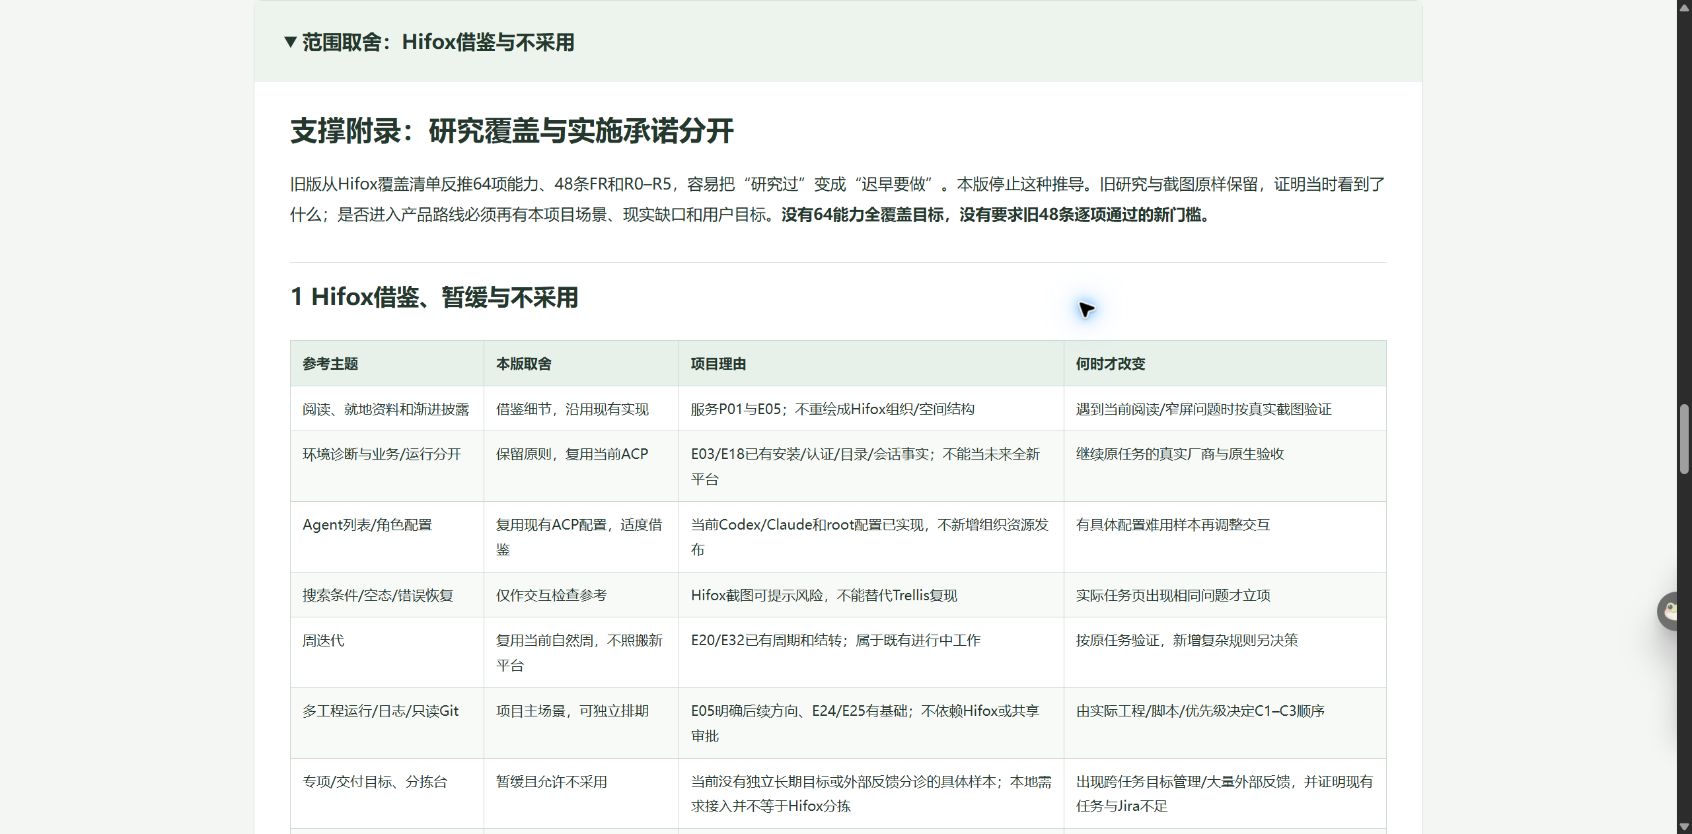 ▼ 范围取舍：Hifox借鉴与不采用
支撑附录：研究覆盖与实施承诺分开
旧版从Hifox覆盖清单反推64项能力、48条FR和R0–R5，容易把“研究过”变成“迟早要做”。本版停止这种推导。旧研究与截图原样保留，证明当时看到了
什么；是否进入产品路线必须再有本项目场景、现实缺口和用户目标。没有64能力全覆盖目标，没有要求旧48条逐项通过的新门槛。
1 Hifox借鉴、暂缓与不采用
参考主题 本版取舍 项目理由 何时才改变
阅读、就地资料和渐进披露 借鉴细节，沿用现有实现 服务P01与E05；不重绘成Hifox组织/空间结构 遇到当前阅读/窄屏问题时按真实截图验证
环境诊断与业务/运行分开 保留原则，复用当前ACP E03/E18已有安装/认证/目录/会话事实；不能当未来全新 继续原任务的真实厂商与原生验收
平台
Agent列表/角色配置 复用现有ACP配置，适度借 当前Codex/Claude和root配置已实现，不新增组织资源发 有具体配置难用样本再调整交互
鉴 布
搜索条件/空态/错误恢复 仅作交互检查参考 Hifox截图可提示风险，不能替代Trellis复现 实际任务页出现相同问题才立项
周迭代 复用当前自然周，不照搬新 E20/E32已有周期和结转；属于既有进行中工作 按原任务验证，新增复杂规则另决策
平台
多工程运行/日志/只读Git 项目主场景，可独立排期 E05明确后续方向、E24/E25有基础；不依赖Hifox或共享 由实际工程/脚本/优先级决定C1–C3顺序
审批
专项/交付目标、分拣台 暂缓且允许不采用 当前没有独立长期目标或外部反馈分诊的具体样本；本地需 出现跨任务目标管理/大量外部反馈，并证明现有
求接入并不等于Hifox分拣 任务与Jira不足